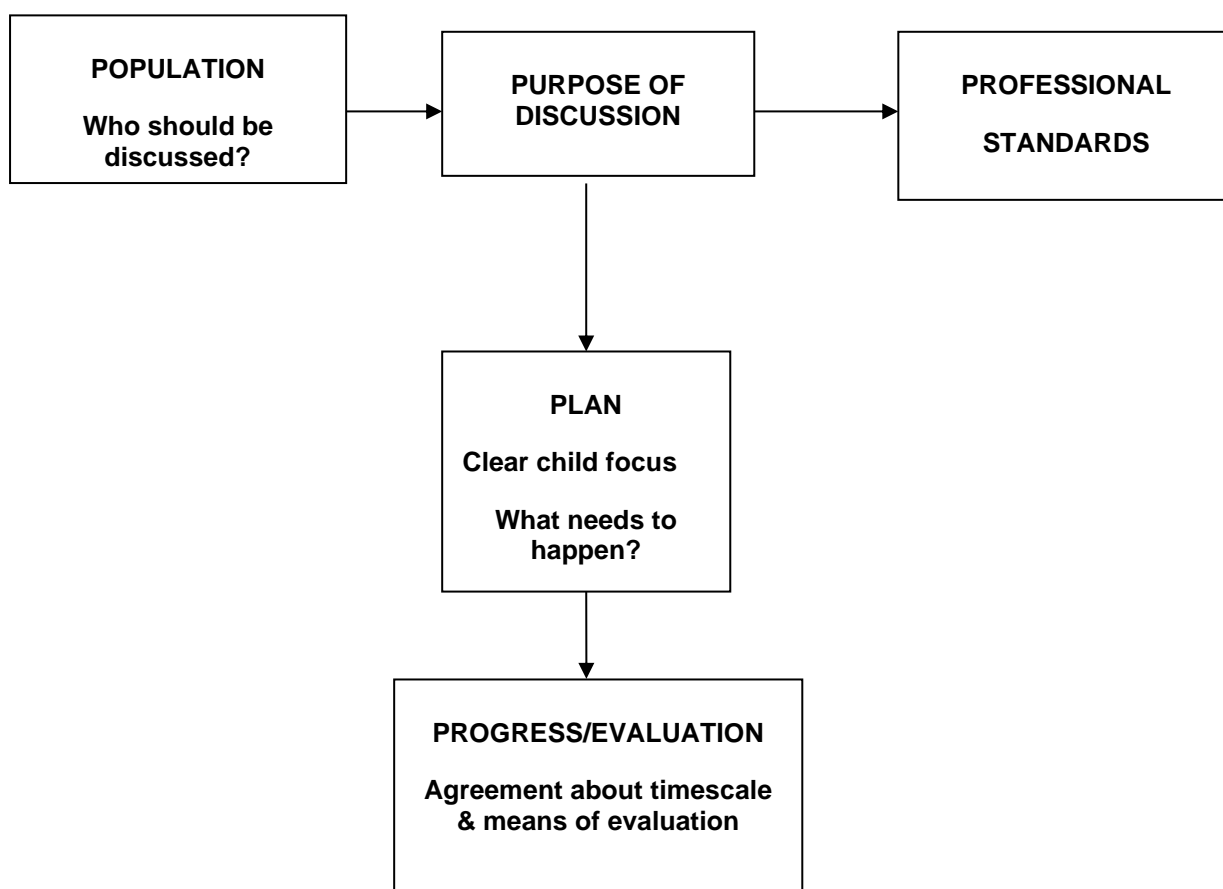 POPULATION
Who should be
discussed?
PURPOSE OF
DISCUSSION
PROFESSIONAL
STANDARDS
PLAN
Clear child focus
What needs to
happen?
PROGRESS/EVALUATION
Agreement about timescale
& means of evaluation